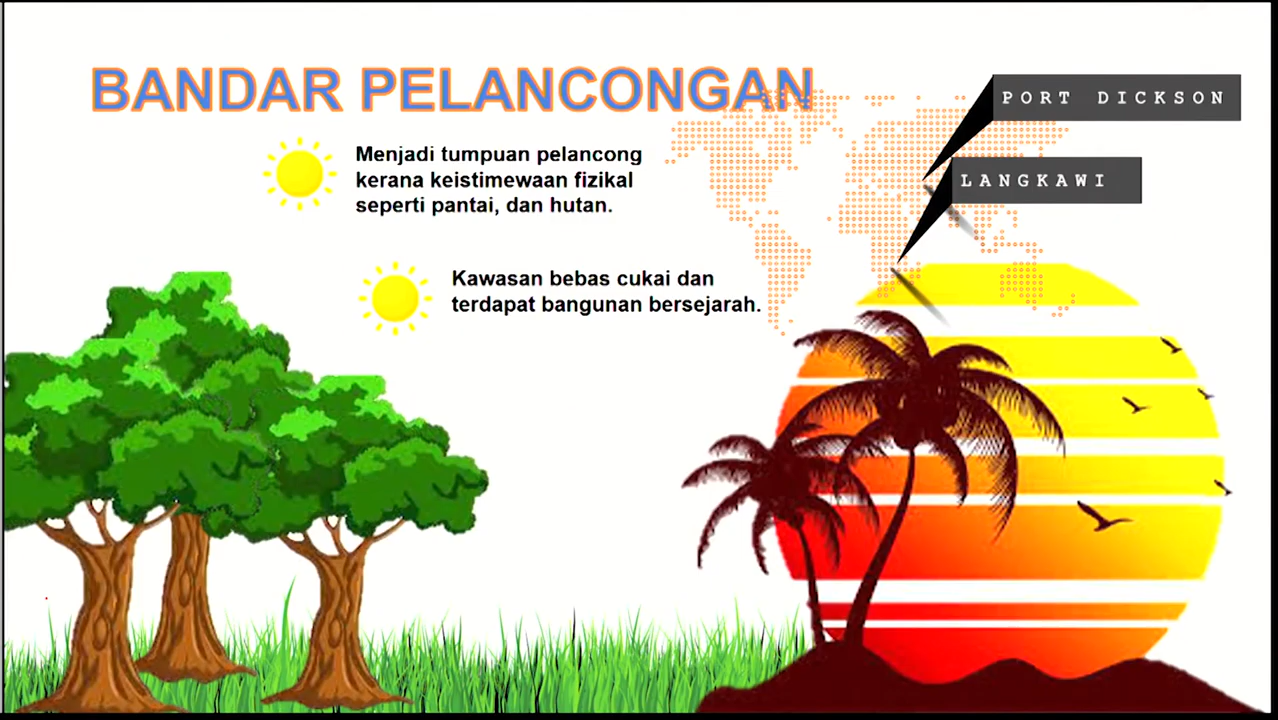 BANDAR PELANCONGAN
PORT DICKSON
LANGKAWI
Menjadi tumpuan pelancong
kerana keistimewaan fizikal
seperti pantai, dan hutan.
Kawasan bebas cukai dan
terdapat bangunan bersejarah.